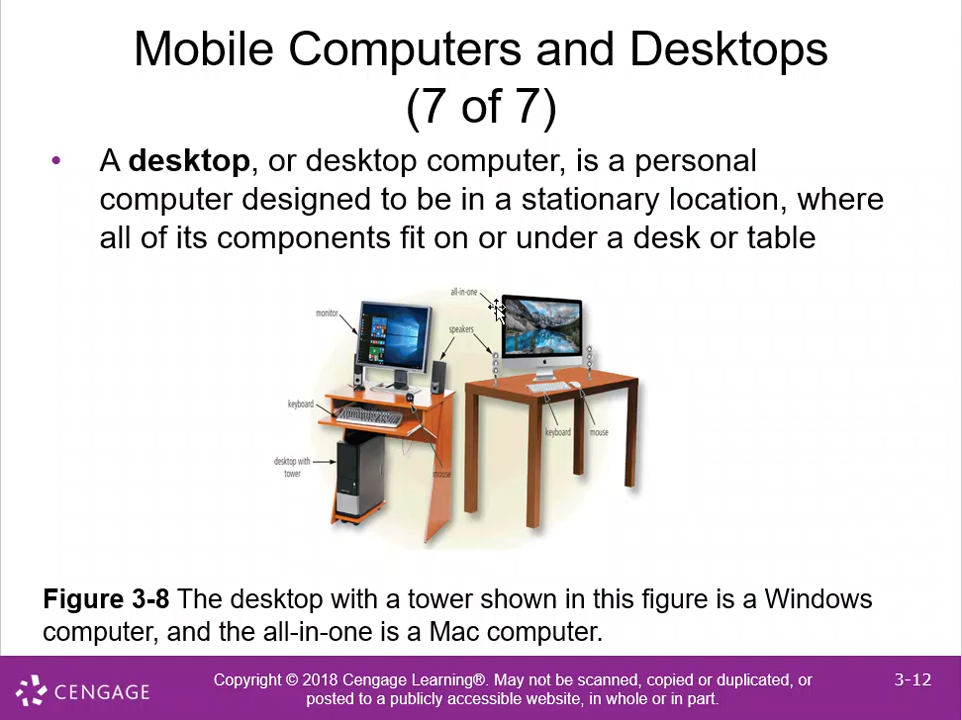 Mobile Computers and Desktops
(7 of 7)
• A desktop, or desktop computer, is a personal
computer designed to be in a stationary location, where
all of its components fit on or under a desk or table
all-in-one
monitor
speakers
keyboard
keyboard
mouse
desktop with
tower
mouse
Figure 3-8 The desktop with a tower shown in this figure is a Windows
computer, and the all-in-one is a Mac computer.
CENGAGE
Copyright © 2018 Cengage Learning®. May not be scanned, copied or duplicated, or
posted to a publicly accessible website, in whole or in part.
3-12